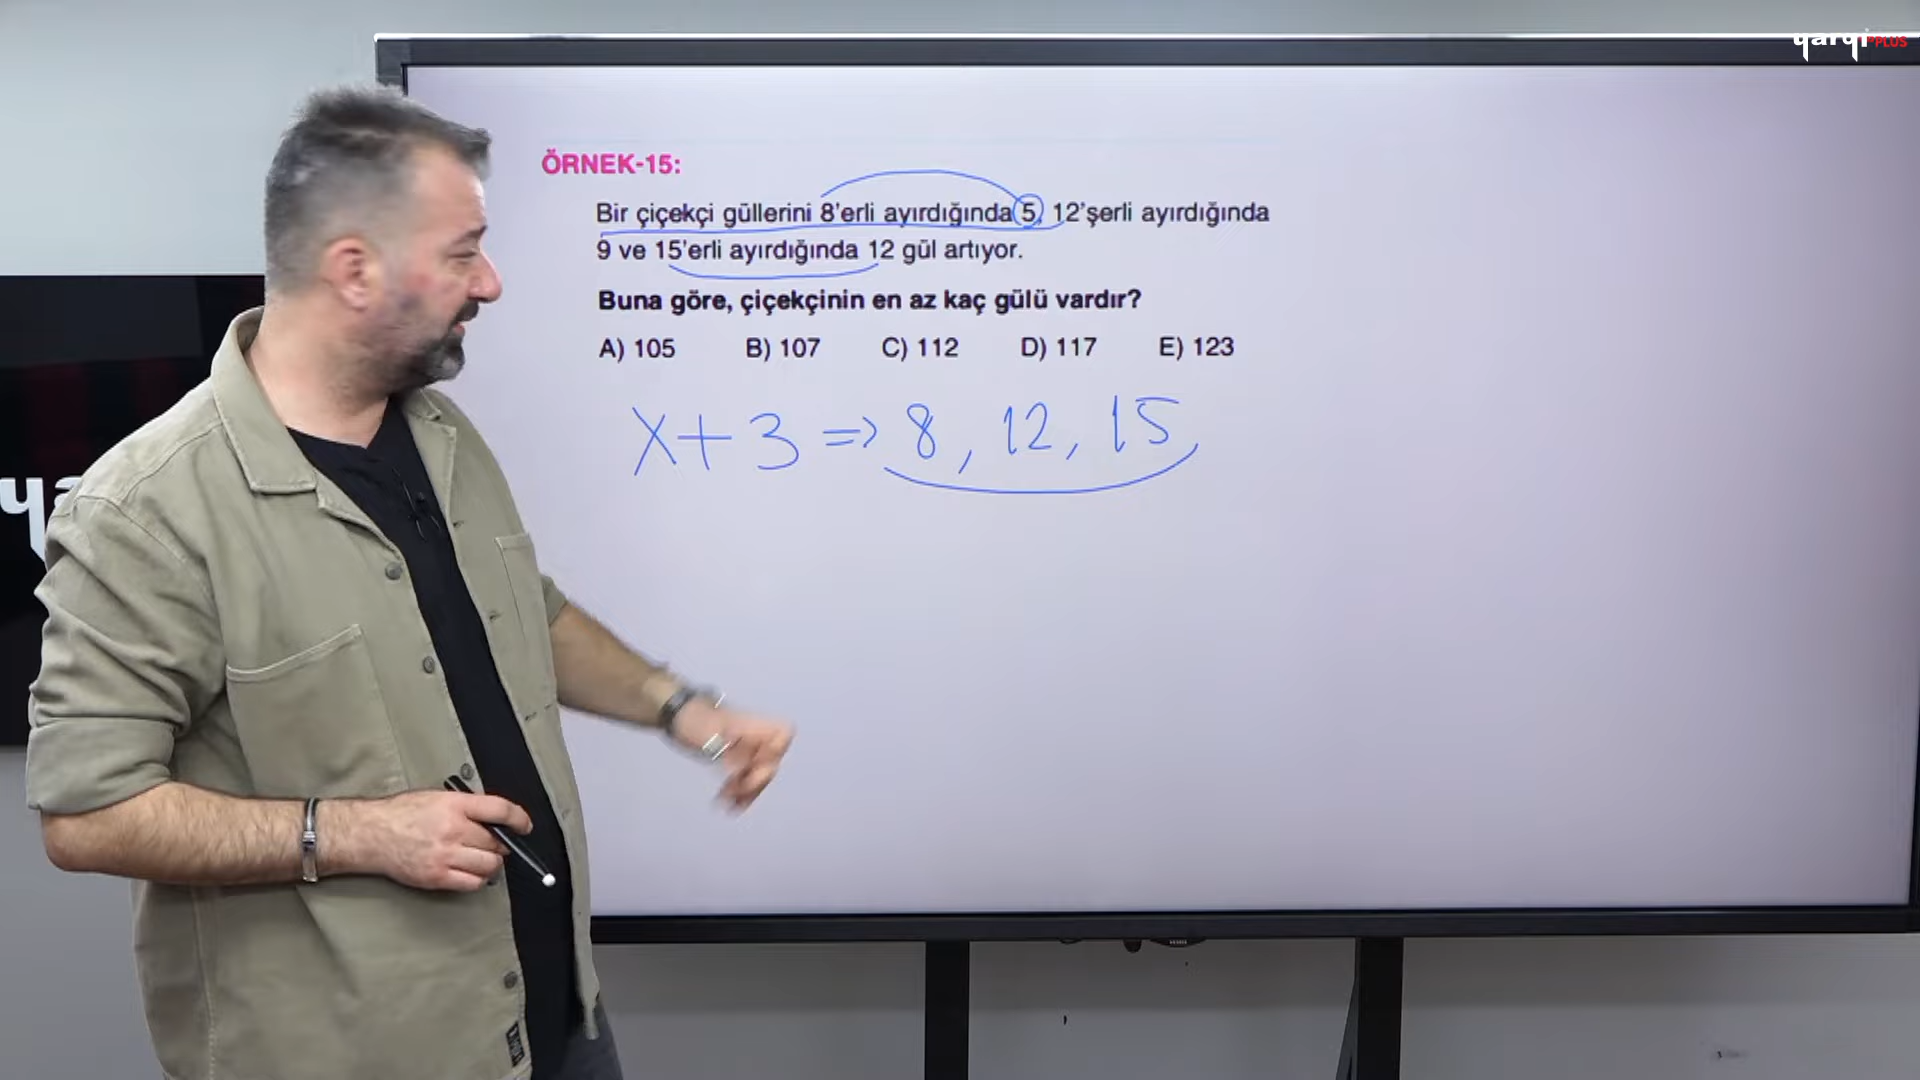 yarqı PLUS
ÖRNEK-15:
Bir çiçekçi güllerini 8'erli ayırdığında 5, 12'şerli ayırdığında
9 ve 15'erli ayırdığında 12 gül artıyor.
Buna göre, çiçekçinin en az kaç gülü vardır?
A) 105 B) 107 C) 112 D) 117 E) 123
x+3 ⇒ 8, 12, 15